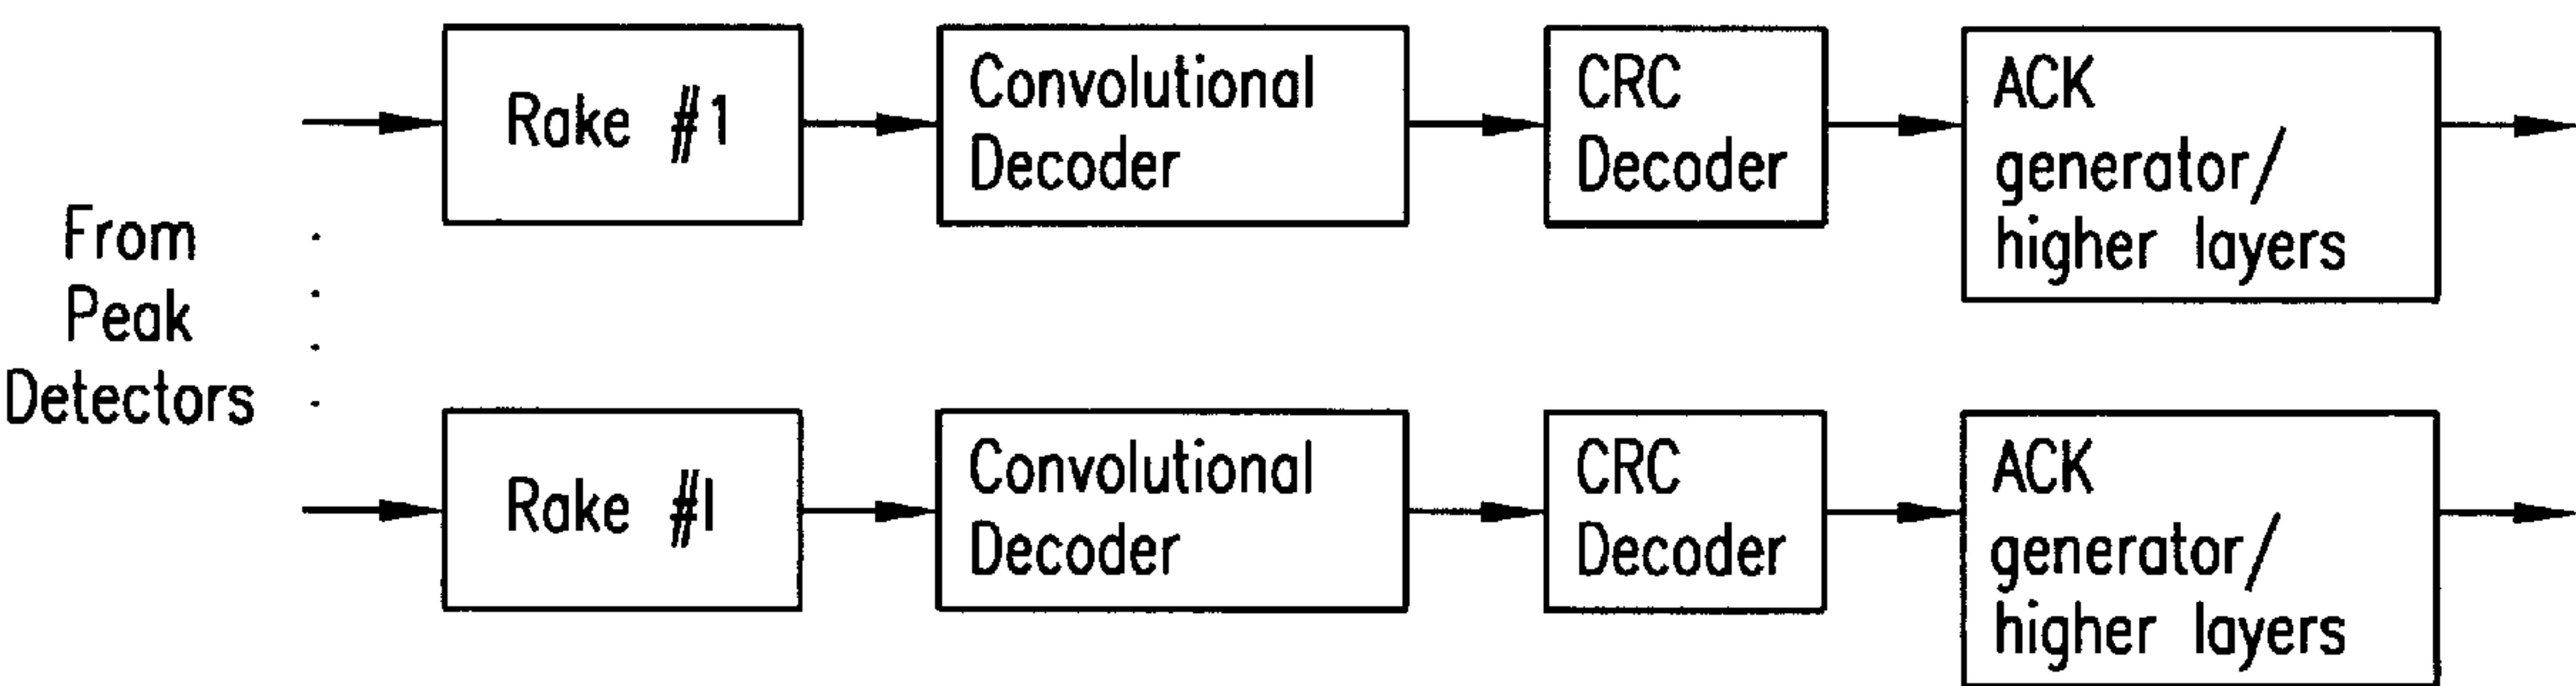 From
Peak
Detectors
Rake #1
Convolutional
Decoder
CRC
Decoder
ACK
generator/
higher layers
Rake #I
Convolutional
Decoder
CRC
Decoder
ACK
generator/
higher layers